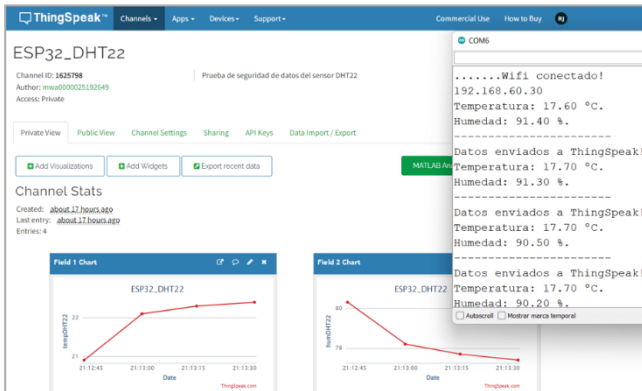 ThingSpeak™ Channels Apps Devices Support Commercial Use How to Buy RJ
ESP32_DHT22
Channel ID: 1625798
Author: mwa0000025192649
Access: Private
Prueba de seguridad de datos del sensor DHT22
Private View Public View Channel Settings Sharing API Keys Data Import / Export
Add Visualizations Add Widgets Export recent data MATLAB An
Channel Stats
Created: about 17 hours ago
Last entry: about 17 hours ago
Entries: 4
Field 1 Chart
ESP32_DHT22
tempDHT22
22
21
21:12:45 21:13:00 21:13:15 21:13:30
Date
ThingSpeak.com
Field 2 Chart
ESP32_DHT22
humDHT22
80
78
21:12:45 21:13:00 21:13:15 21:13:30
Date
ThingSpeak.com
COM6
.......Wifi conectado!
192.168.60.30
Temperatura: 17.60 °C.
Humedad: 91.40 %.
-----------------------
Datos enviados a ThingSpeak!
Temperatura: 17.70 °C.
Humedad: 91.30 %.
-----------------------
Datos enviados a ThingSpeak!
Temperatura: 17.70 °C.
Humedad: 90.50 %.
-----------------------
Datos enviados a ThingSpeak!
Temperatura: 17.70 °C.
Humedad: 90.20 %.
Autoscroll Mostrar marca temporal